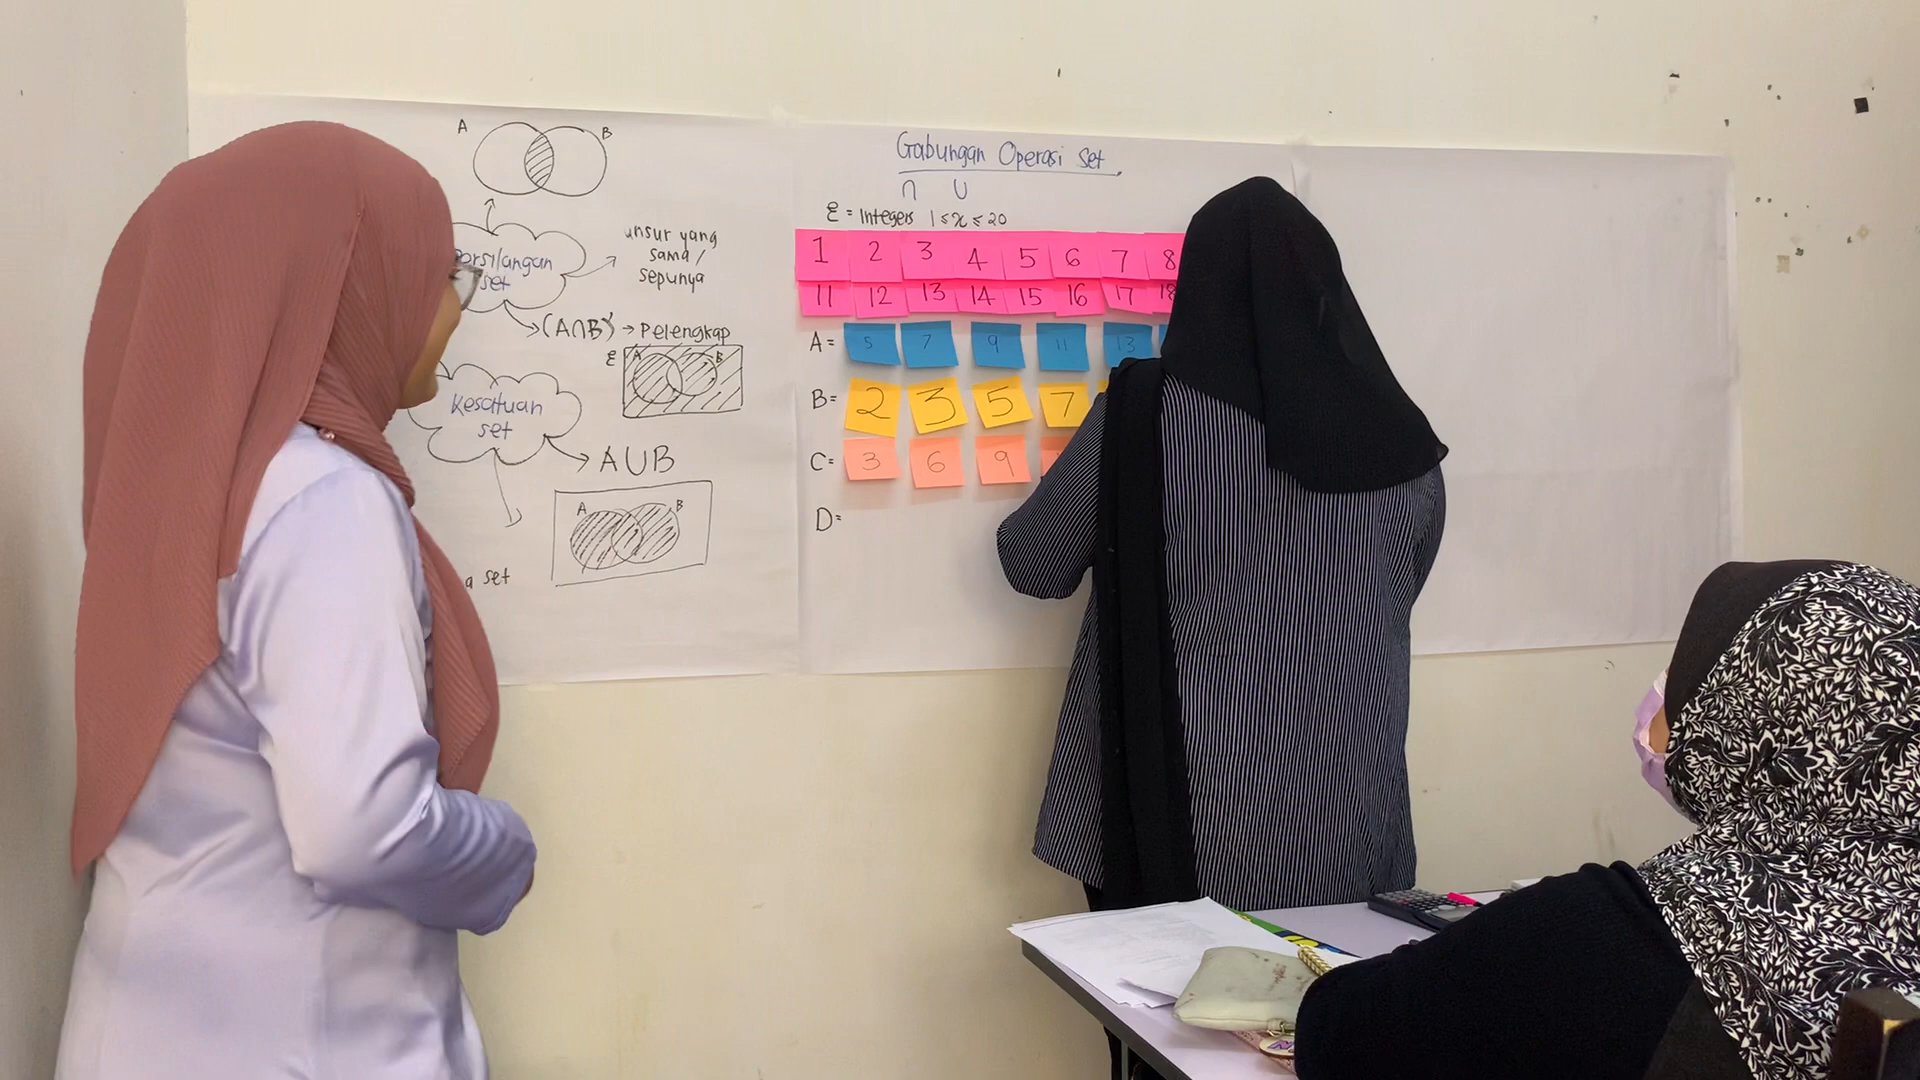 A B
Persilangan
set
unsur yang
sama /
sepunya
(A∩B)' → Pelengkap
ε A B
Kesatuan
set
A∪B
A B
a set
Gabungan Operasi Set
∩ ∪
ε = Integers 1 ≤ x ≤ 20
1 2 3 4 5 6 7 8
11 12 13 14 15 16 17 18
A= 5 7 9 11 13
B= 2 3 5 7
C= 3 6 9
D=